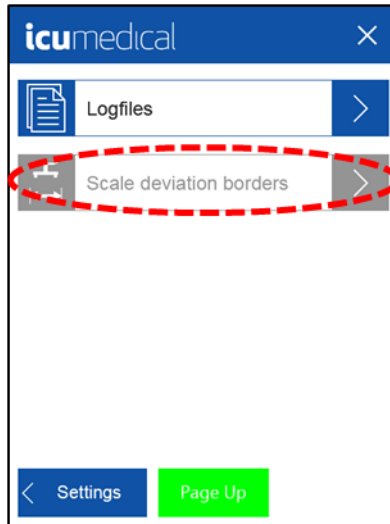 icumedical
Logfiles
Scale deviation borders
Settings
Page Up